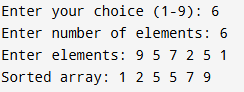 Enter your choice (1-9): 6
Enter number of elements: 6
Enter elements: 9 5 7 2 5 1
Sorted array: 1 2 5 5 7 9